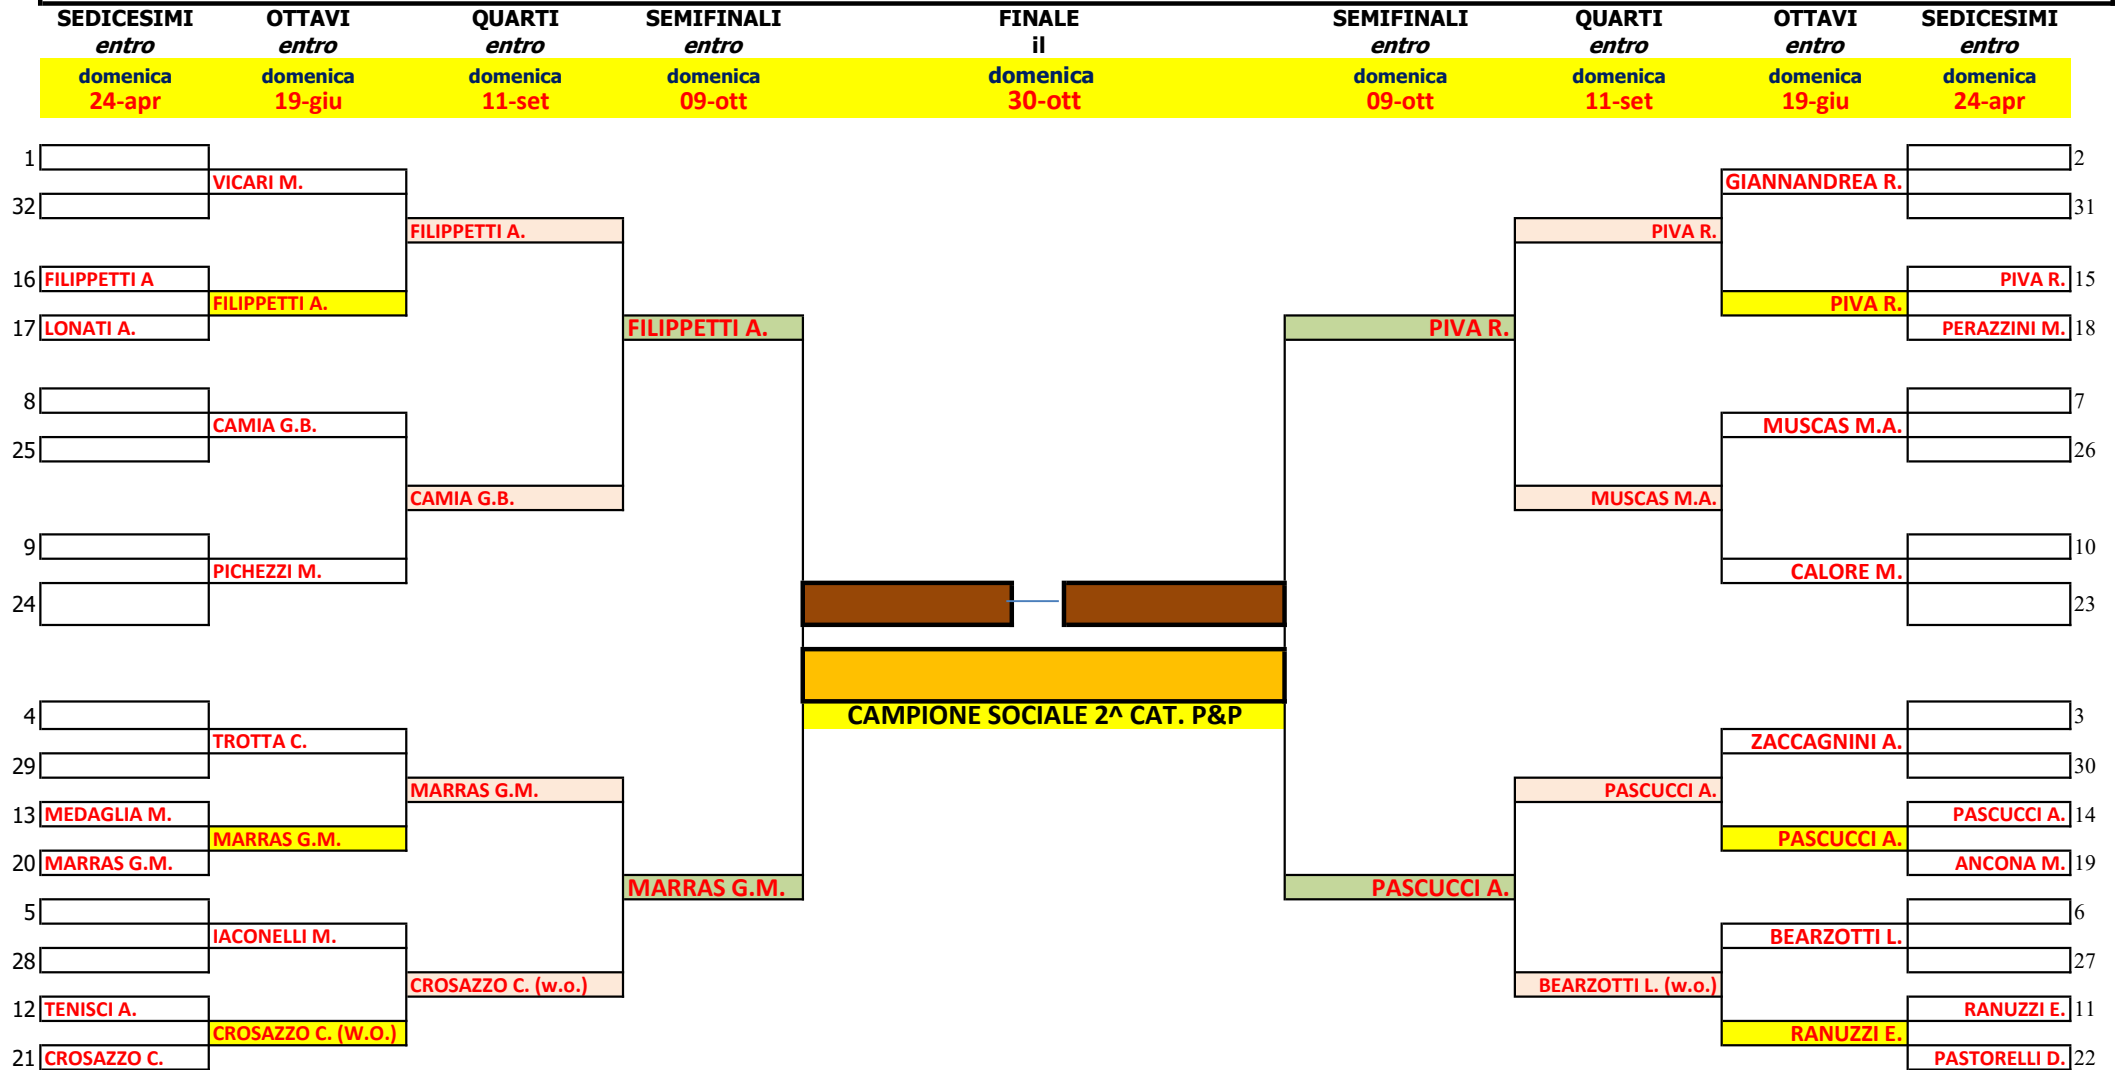 SEDICESIMI OTTAVI QUARTI SEMIFINALI FINALE SEMIFINALI QUARTI OTTAVI SEDICESIMI
entro entro entro entro il entro entro entro entro
domenica domenica domenica domenica domenica domenica domenica domenica domenica
24-apr 19-giu 11-set 09-ott 30-ott 09-ott 11-set 19-giu 24-apr
1 2
VICARI M. GIANNANDREA R.
32 31
FILIPPETTI A. PIVA R.
16 FILIPPETTI A PIVA R. 15
FILIPPETTI A. PIVA R.
17 LONATI A. FILIPPETTI A. PIVA R. PERAZZINI M. 18
8 7
CAMIA G.B. MUSCAS M.A.
25 26
CAMIA G.B. MUSCAS M.A.
9 10
PICHEZZI M. CALORE M.
24 23
4 CAMPIONE SOCIALE 2^ CAT. P&P 3
TROTTA C. ZACCAGNINI A.
29 30
MARRAS G.M. PASCUCCI A.
13 MEDAGLIA M. PASCUCCI A. 14
MARRAS G.M. PASCUCCI A.
20 MARRAS G.M. ANCONA M. 19
MARRAS G.M. PASCUCCI A.
5 6
IACONELLI M. BEARZOTTI L.
28 27
CROSAZZO C. (w.o.) BEARZOTTI L. (w.o.)
12 TENISCI A. RANUZZI E. 11
CROSAZZO C. (W.O.) RANUZZI E.
21 CROSAZZO C. PASTORELLI D. 22